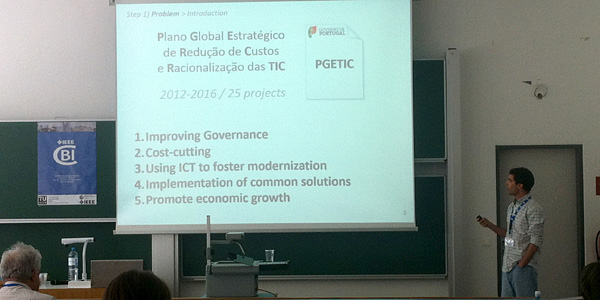 Step 1) Problem > Introduction
Plano Global Estratégico
de Redução de Custos
e Racionalização das TIC
2012-2016 / 25 projects
PORTUGAL
PGETIC
1. Improving Governance
2. Cost-cutting
3. Using ICT to foster modernization
4. Implementation of common solutions
5. Promote economic growth
IEEE
CBI
IEEE